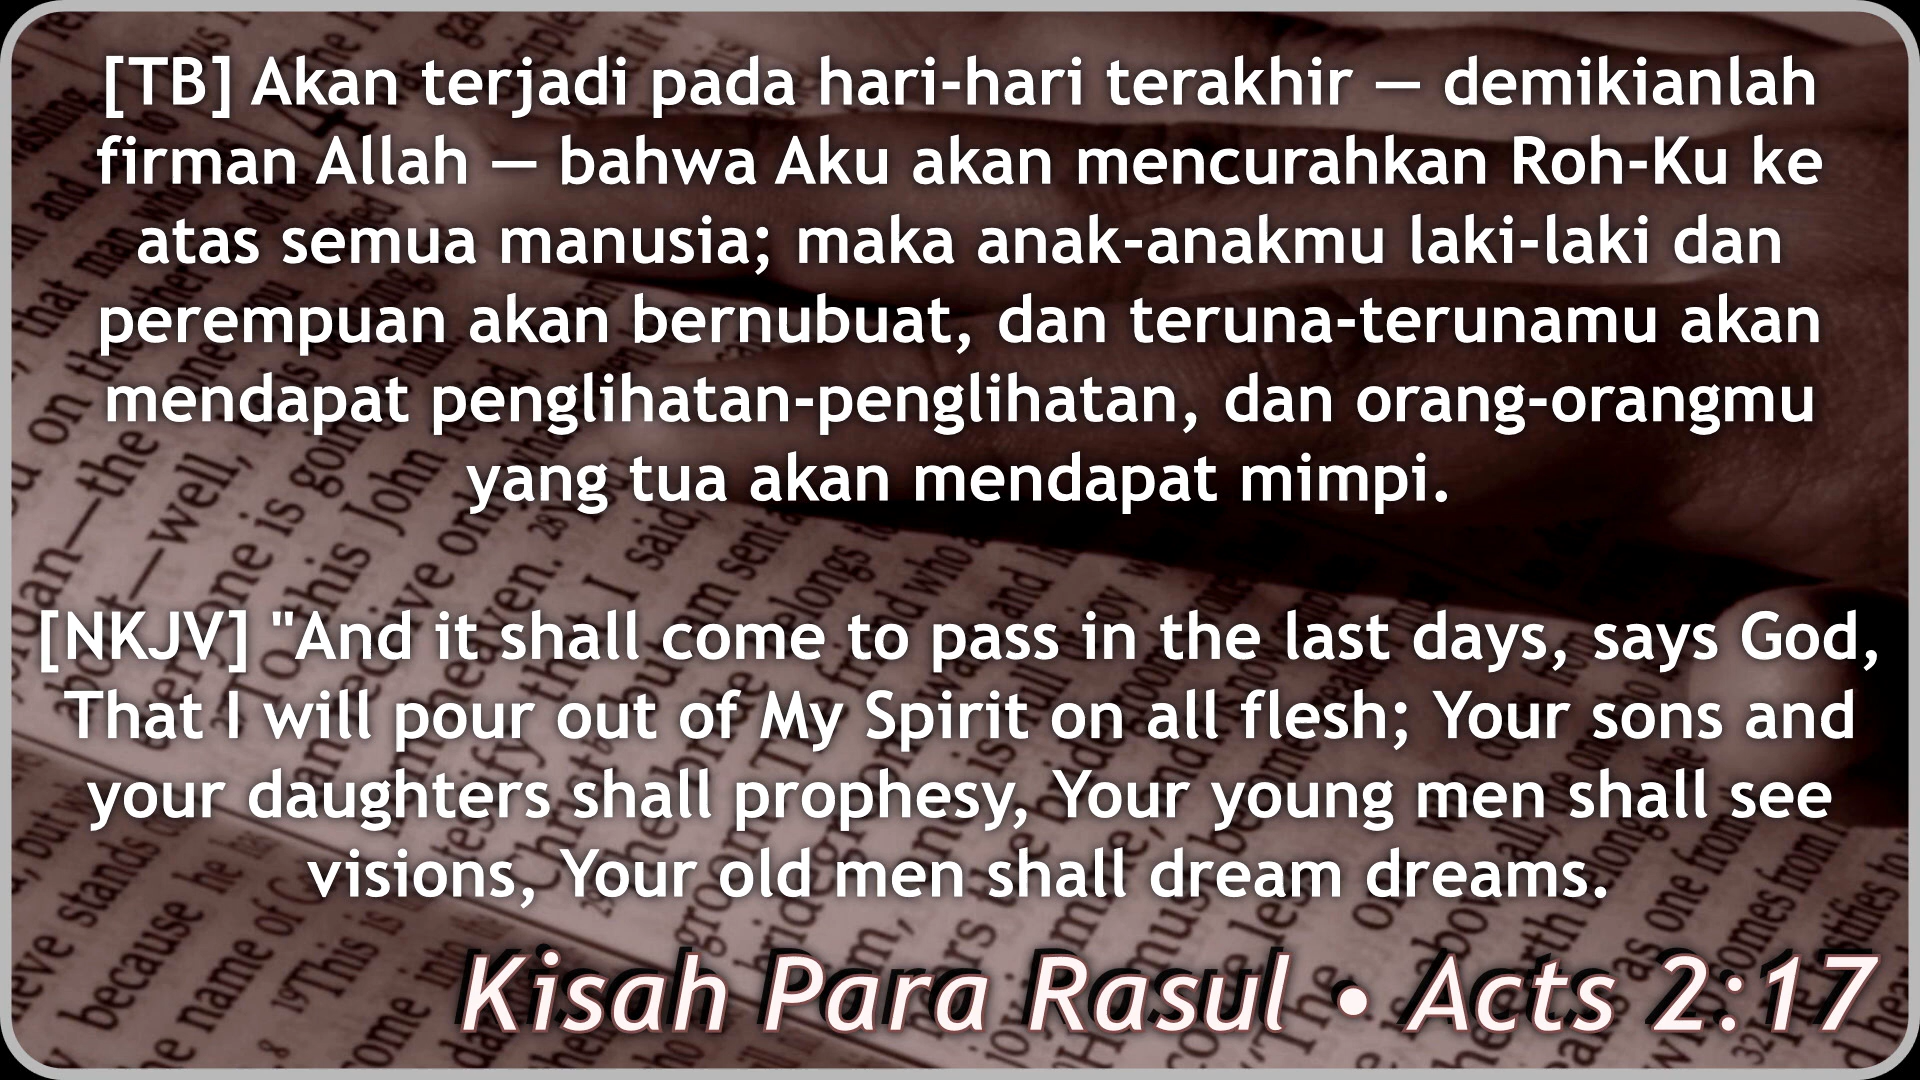 [TB] Akan terjadi pada hari-hari terakhir — demikianlah
firman Allah — bahwa Aku akan mencurahkan Roh-Ku ke
atas semua manusia; maka anak-anakmu laki-laki dan
perempuan akan bernubuat, dan teruna-terunamu akan
mendapat penglihatan-penglihatan, dan orang-orangmu
yang tua akan mendapat mimpi.
[NKJV] "And it shall come to pass in the last days, says God,
That I will pour out of My Spirit on all flesh; Your sons and
your daughters shall prophesy, Your young men shall see
visions, Your old men shall dream dreams.
Kisah Para Rasul • Acts 2:17